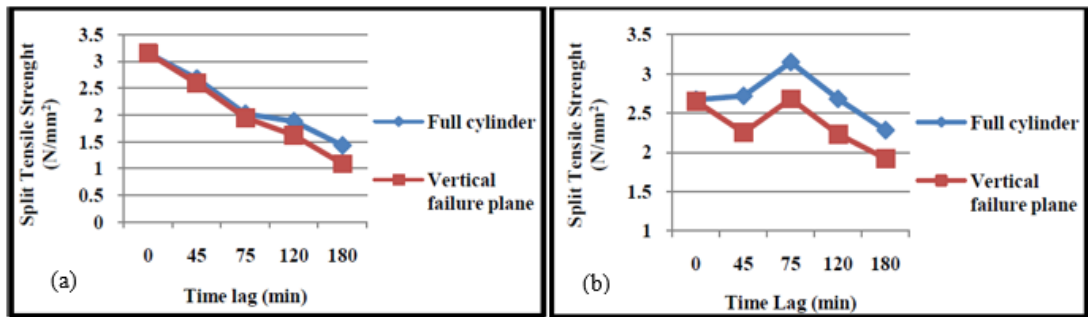 Split Tensile Strenght
(N/mm²)
3.5
3
2.5
2
1.5
1
0.5
0
0 45 75 120 180
Time lag (min)
Full cylinder
Vertical
failure plane
(a)
Split Tensile Strenght
(N/mm²)
3.5
3
2.5
2
1.5
1
0 45 75 120 180
Time Lag (min)
Full cylinder
Vertical
failure plane
(b)